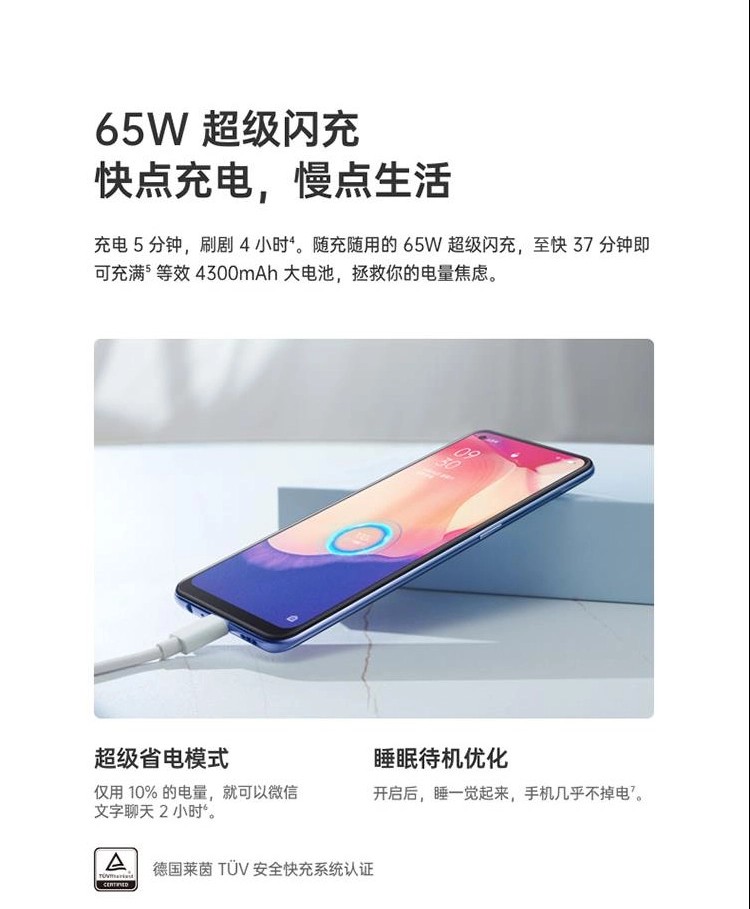 65W 超级闪充
快点充电，慢点生活
充电 5 分钟，刷剧 4 小时⁴。随充随用的 65W 超级闪充，至快 37 分钟即
可充满⁵ 等效 4300mAh 大电池，拯救你的电量焦虑。
09
30
超级省电模式
睡眠待机优化
仅用 10% 的电量，就可以微信
文字聊天 2 小时⁶。
开启后，睡一觉起来，手机几乎不掉电⁷。
TÜVRheinland
CERTIFIED
德国莱茵 TÜV 安全快充系统认证